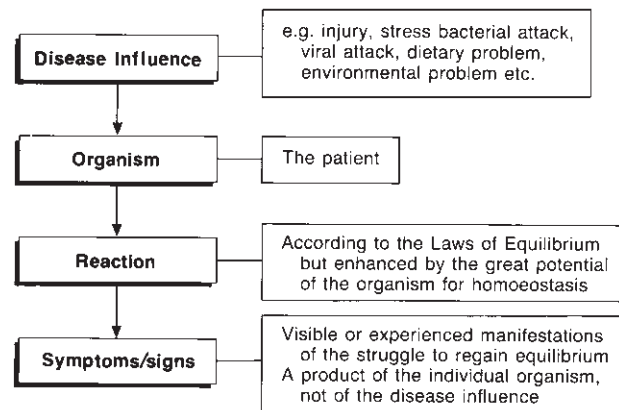 Disease Influence
e.g. injury, stress bacterial attack,
viral attack, dietary problem,
environmental problem etc.
Organism
The patient
Reaction
According to the Laws of Equilibrium
but enhanced by the great potential
of the organism for homoeostasis
Symptoms/signs
Visible or experienced manifestations
of the struggle to regain equilibrium
A product of the individual organism,
not of the disease influence